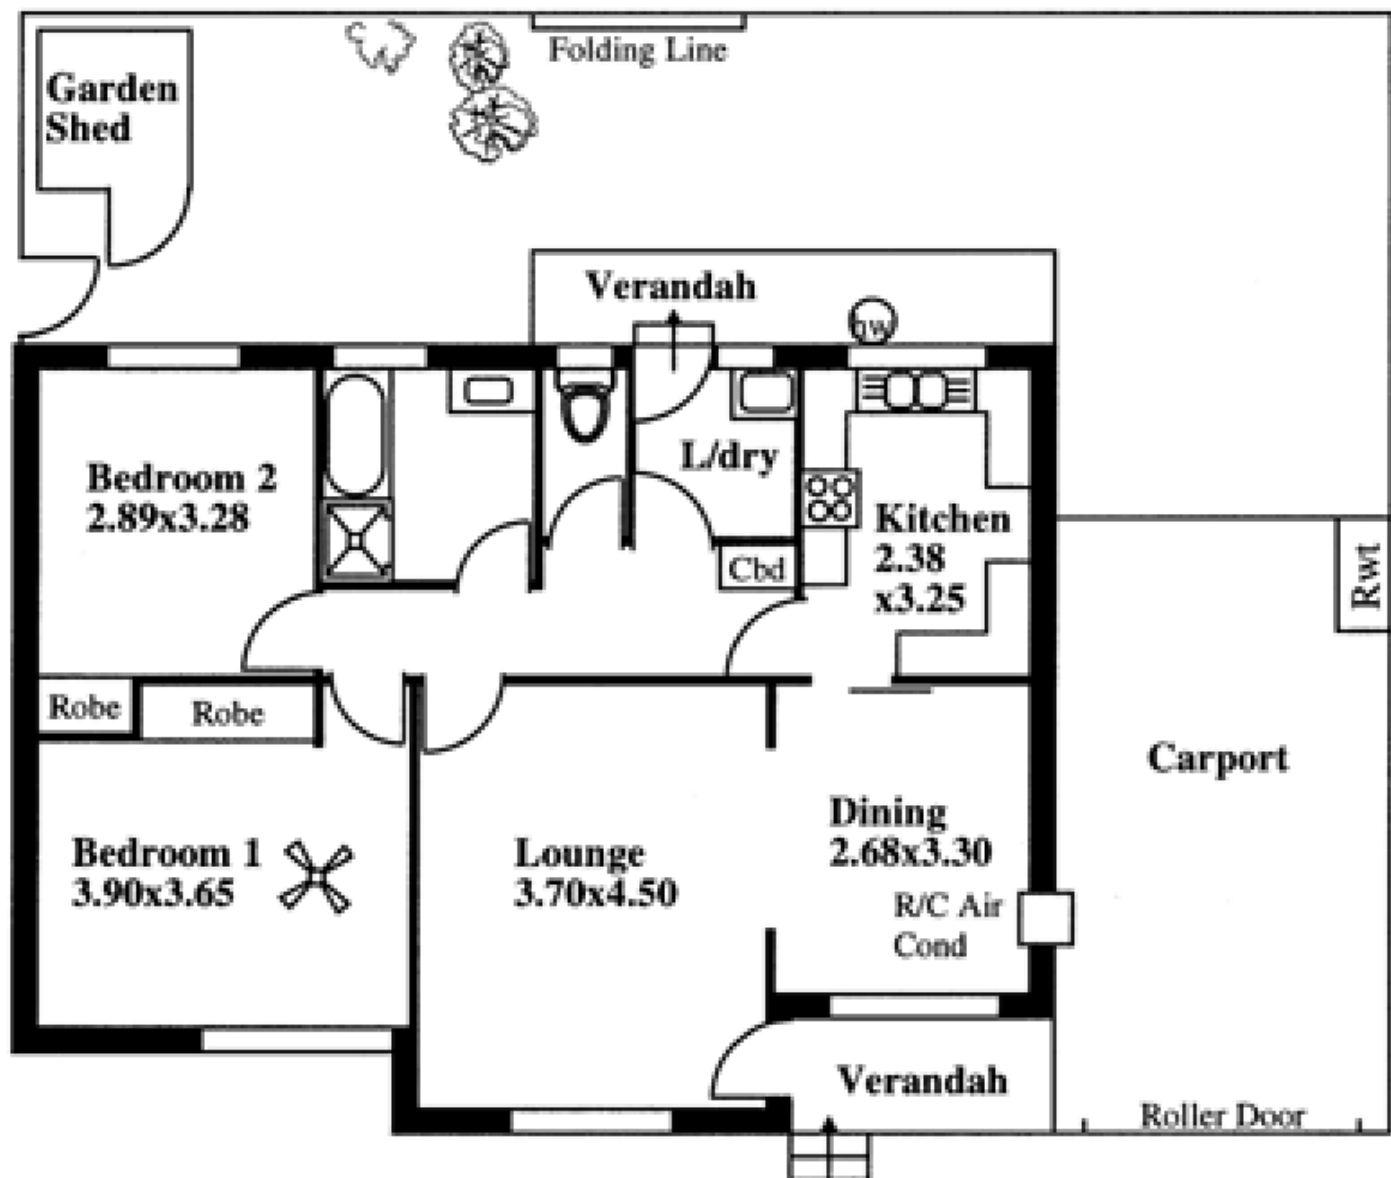 Folding Line
Garden
Shed
Verandah
hw
Bedroom 2
2.89x3.28
L/dry
Kitchen
2.38
x3.25
Cbd
Rwt
Robe
Robe
Carport
Bedroom 1
3.90x3.65
Lounge
3.70x4.50
Dining
2.68x3.30
R/C Air
Cond
Verandah
Roller Door